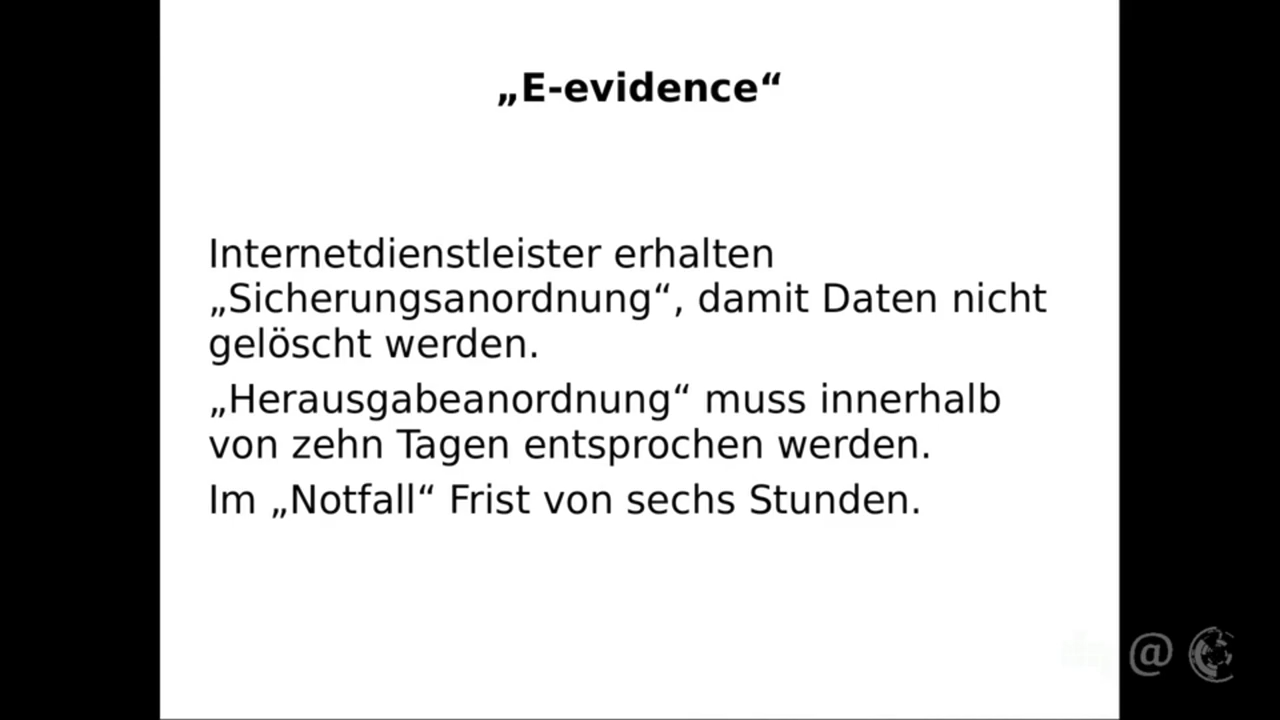 „E-evidence“
Internetdienstleister erhalten
„Sicherungsanordnung“, damit Daten nicht
gelöscht werden.
„Herausgabeanordnung“ muss innerhalb
von zehn Tagen entsprochen werden.
Im „Notfall“ Frist von sechs Stunden.
@